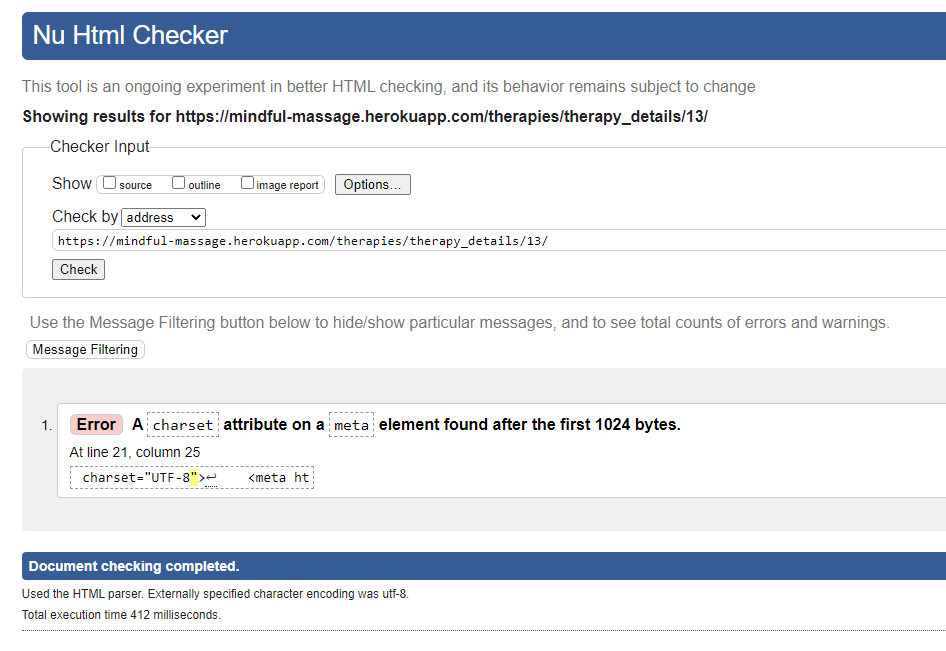 Nu Html Checker
This tool is an ongoing experiment in better HTML checking, and its behavior remains subject to change
Showing results for https://mindful-massage.herokuapp.com/therapies/therapy_details/13/
Checker Input
Show source outline image report Options...
Check by address
https://mindful-massage.herokuapp.com/therapies/therapy_details/13/
Check
Use the Message Filtering button below to hide/show particular messages, and to see total counts of errors and warnings.
Message Filtering
1. Error A charset attribute on a meta element found after the first 1024 bytes.
At line 21, column 25
charset="UTF-8">↩ <meta ht
Document checking completed.
Used the HTML parser. Externally specified character encoding was utf-8.
Total execution time 412 milliseconds.